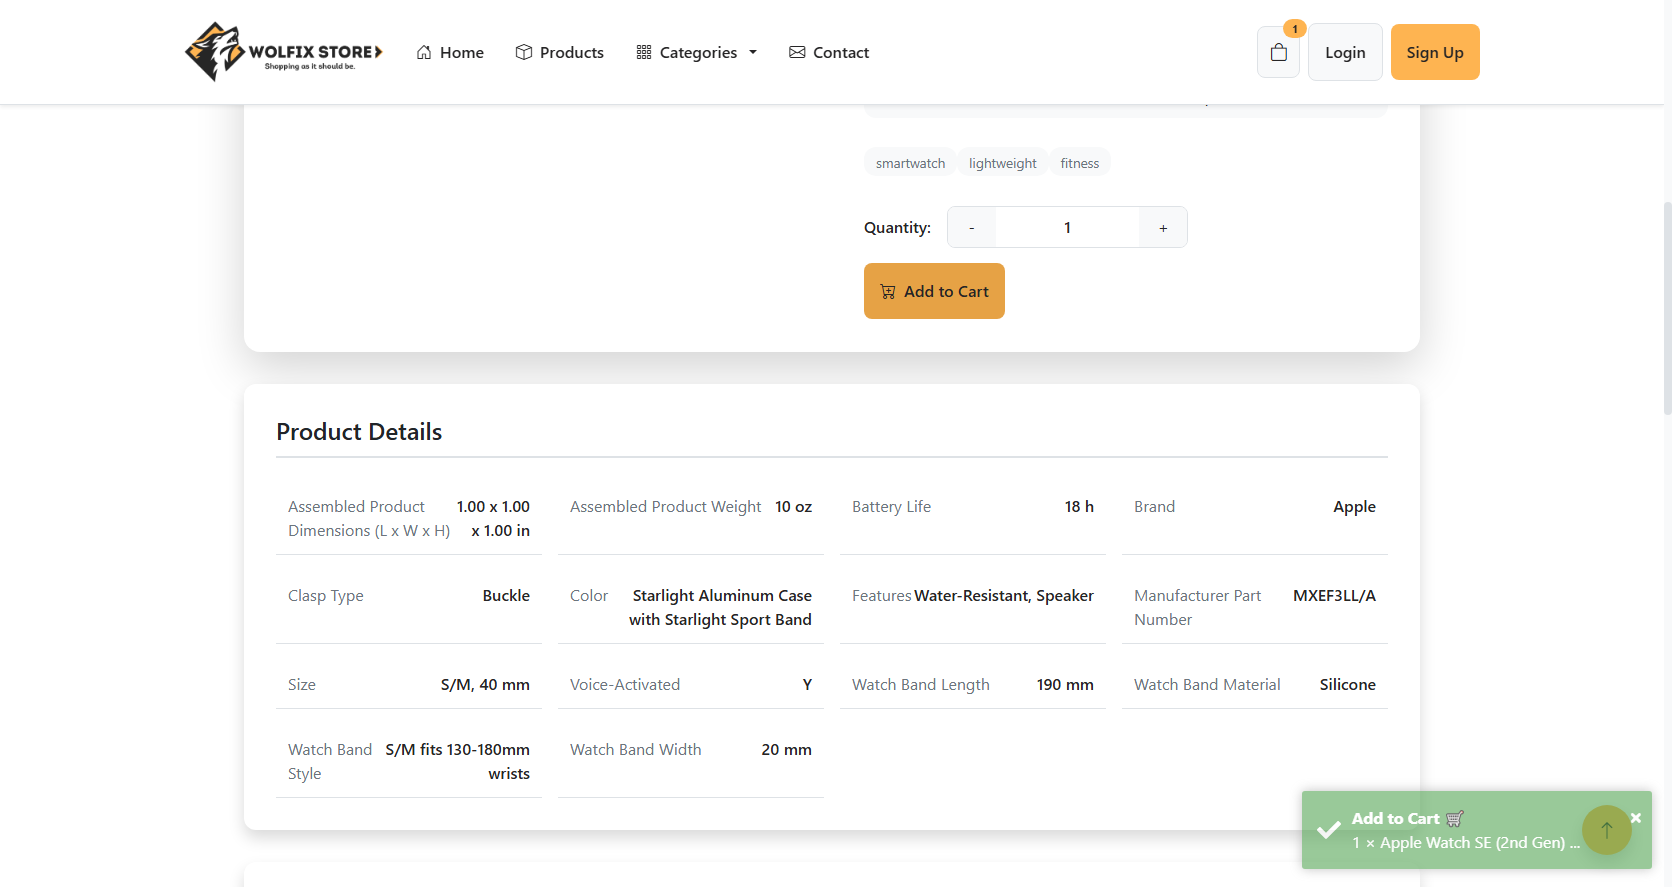 WOLFIX STORE
Shopping as it should be.
Home
Products
Categories
Contact
1
Login
Sign Up
smartwatch
lightweight
fitness
Quantity:
-
1
+
Add to Cart
Product Details
Assembled Product
Dimensions (L x W x H)
1.00 x 1.00
x 1.00 in
Assembled Product Weight
10 oz
Battery Life
18 h
Brand
Apple
Clasp Type
Buckle
Color
Starlight Aluminum Case
with Starlight Sport Band
Features
Water-Resistant, Speaker
Manufacturer Part
Number
MXEF3LL/A
Size
S/M, 40 mm
Voice-Activated
Y
Watch Band Length
190 mm
Watch Band Material
Silicone
Watch Band
Style
S/M fits 130-180mm
wrists
Watch Band Width
20 mm
Add to Cart 🛒
1 × Apple Watch SE (2nd Gen) ...